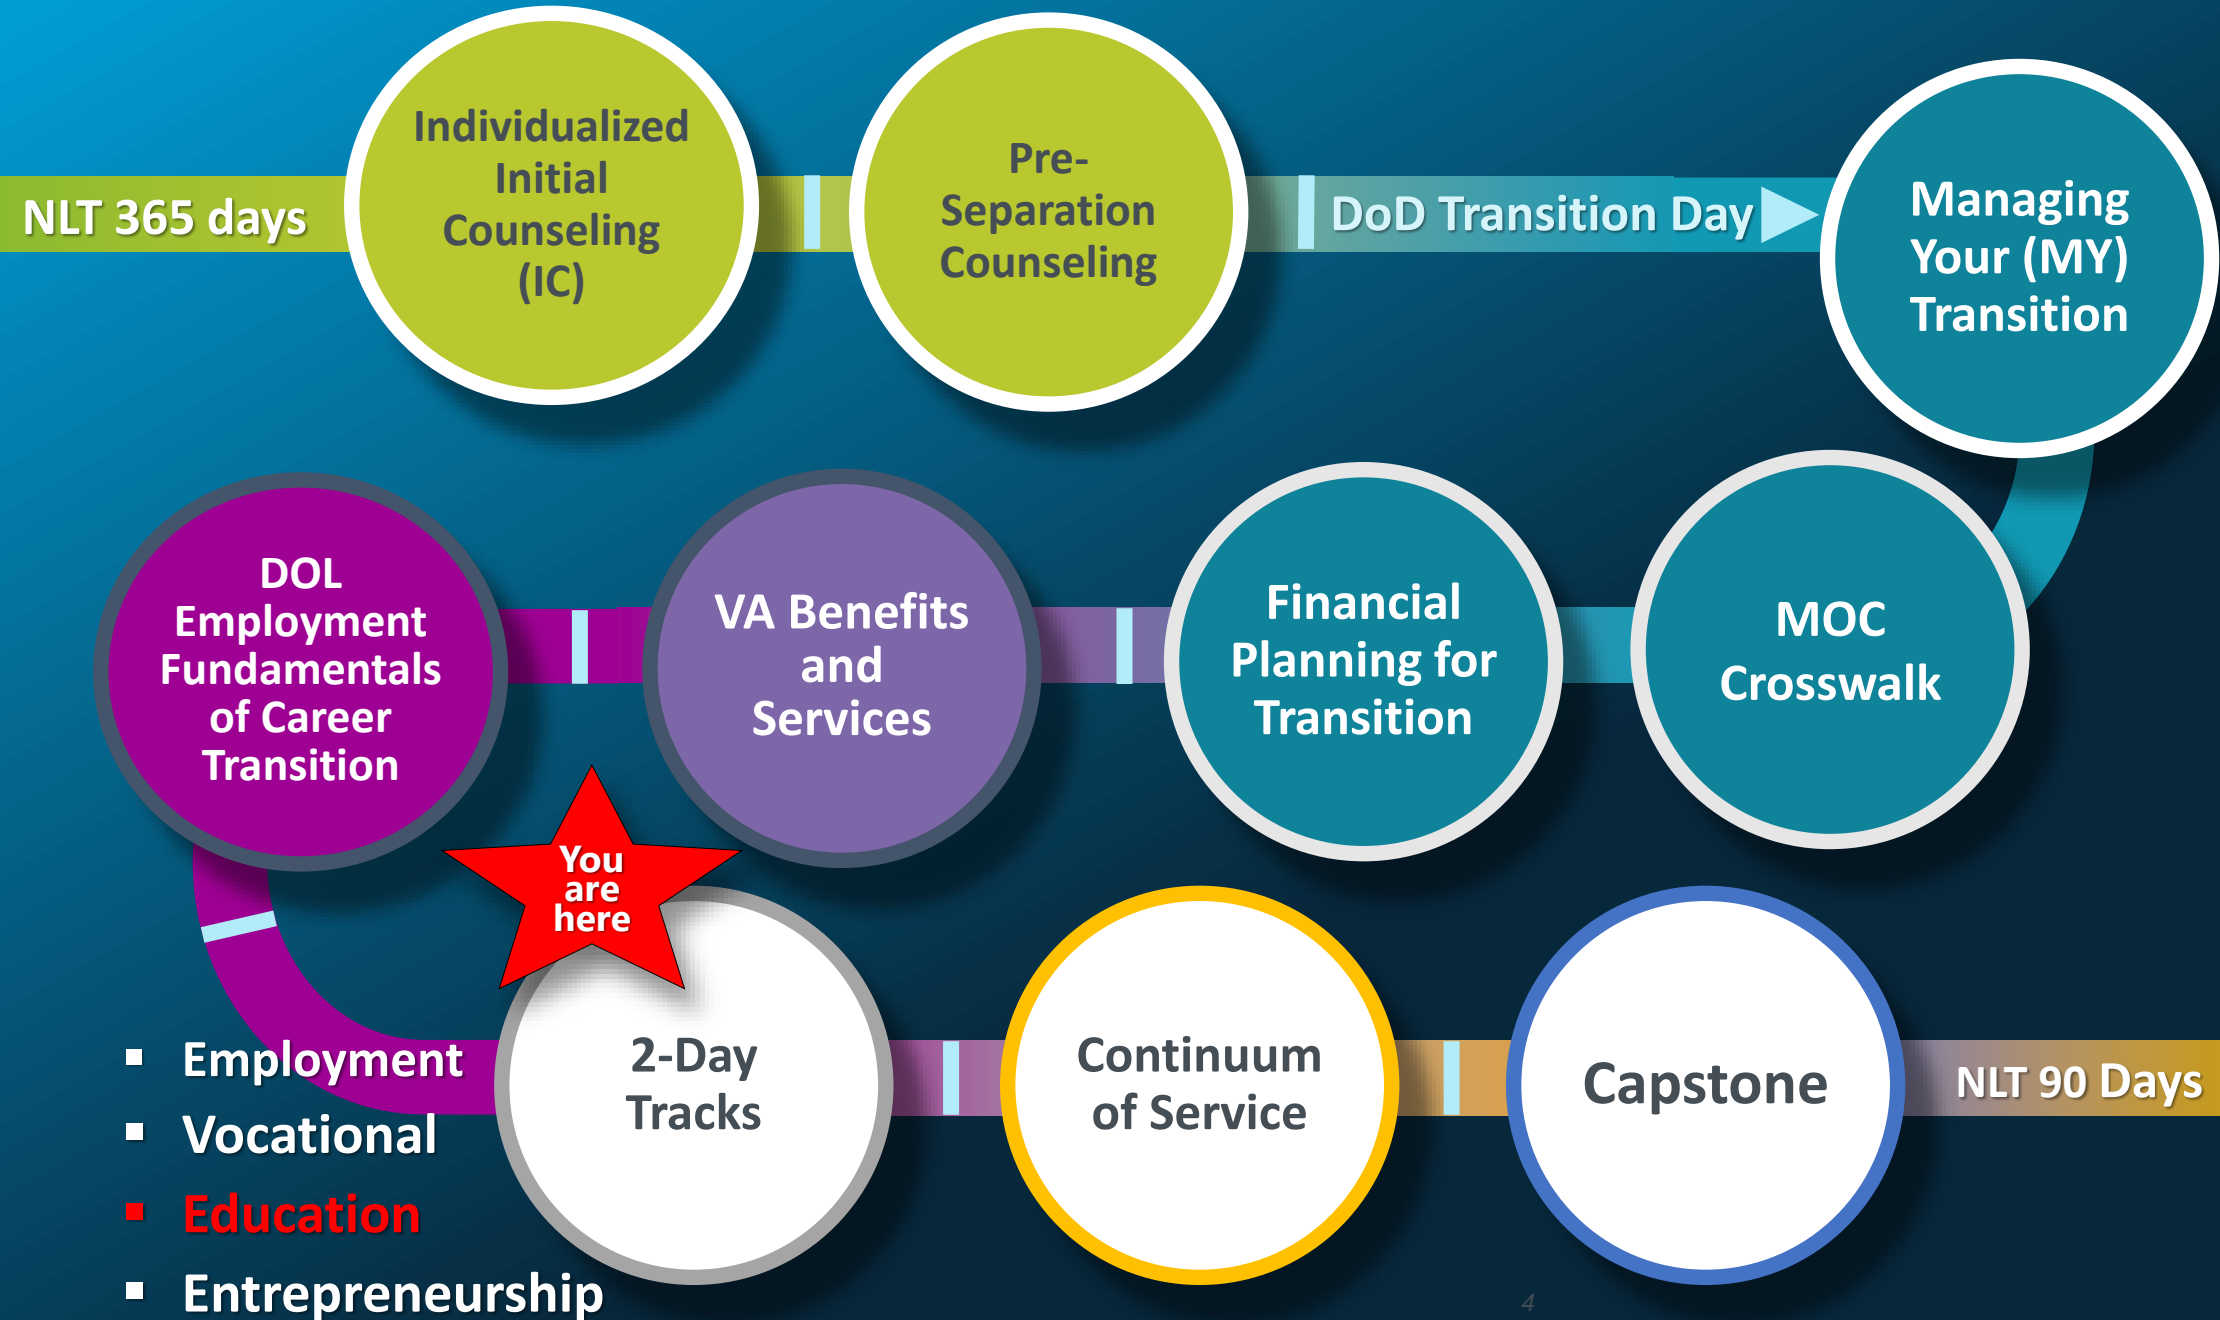 NLT 365 days
Individualized
Initial
Counseling
(IC)
Pre-
Separation
Counseling
DoD Transition Day
Managing
Your (MY)
Transition
DOL
Employment
Fundamentals
of Career
Transition
VA Benefits
and
Services
Financial
Planning for
Transition
MOC
Crosswalk
You
are
here
▪ Employment
▪ Vocational
▪ Education
▪ Entrepreneurship
2-Day
Tracks
Continuum
of Service
Capstone
NLT 90 Days
4